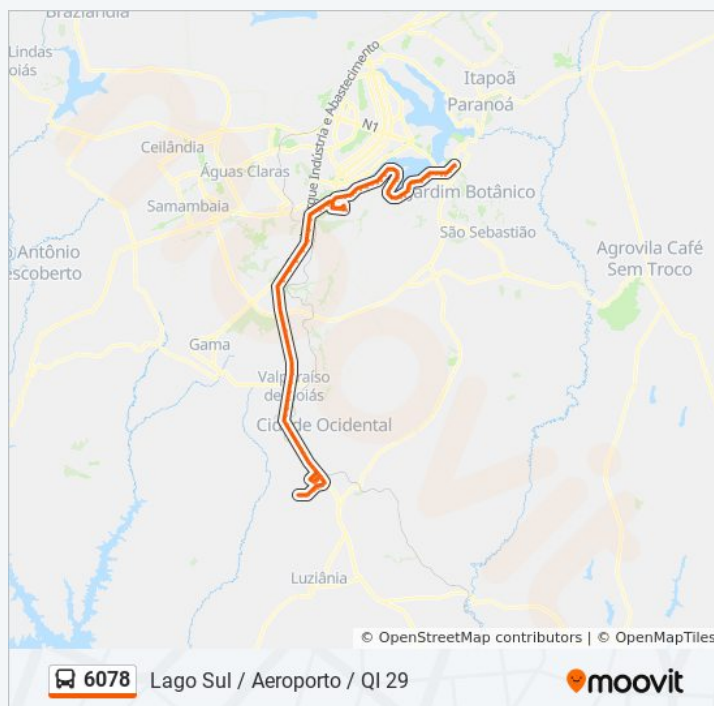 Brazlândia
Lindas
oiás
Itapoã
Paranoá
que Indústria e Abastecimento
N1
Ceilândia
Águas Claras
Samambaia
Jardim Botânico
São Sebastião
o Antônio
escoberto
Agrovila Café
Sem Troco
Gama
Valparaíso
de Goiás
Cidade Ocidental
moovit
Luziânia
© OpenStreetMap contributors | © OpenMapTiles
6078 Lago Sul / Aeroporto / QI 29
moovit